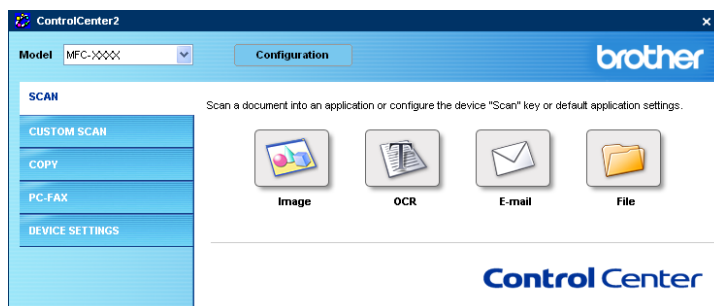 ControlCenter2
Model MFC-XXXX Configuration brother
SCAN
Scan a document into an application or configure the device "Scan" key or default application settings.
CUSTOM SCAN
COPY
PC-FAX
DEVICE SETTINGS
Image OCR E-mail File
Control Center